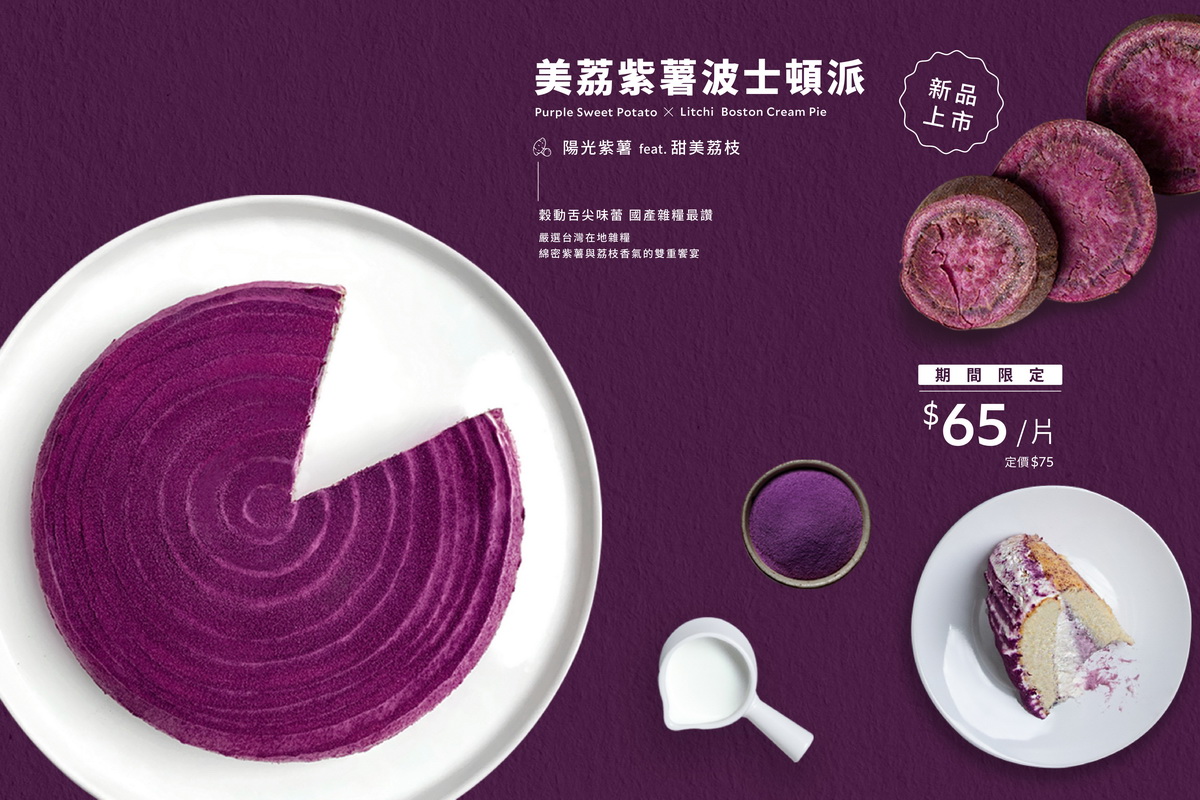 美荔紫薯波士頓派
Purple Sweet Potato × Litchi Boston Cream Pie
陽光紫薯 feat. 甜美荔枝
穀動舌尖味蕾 國產雜糧最讚
嚴選台灣在地雜糧
綿密紫薯與荔枝香氣的雙重饗宴
新品
上市
期間限定
$65 /片
定價$75